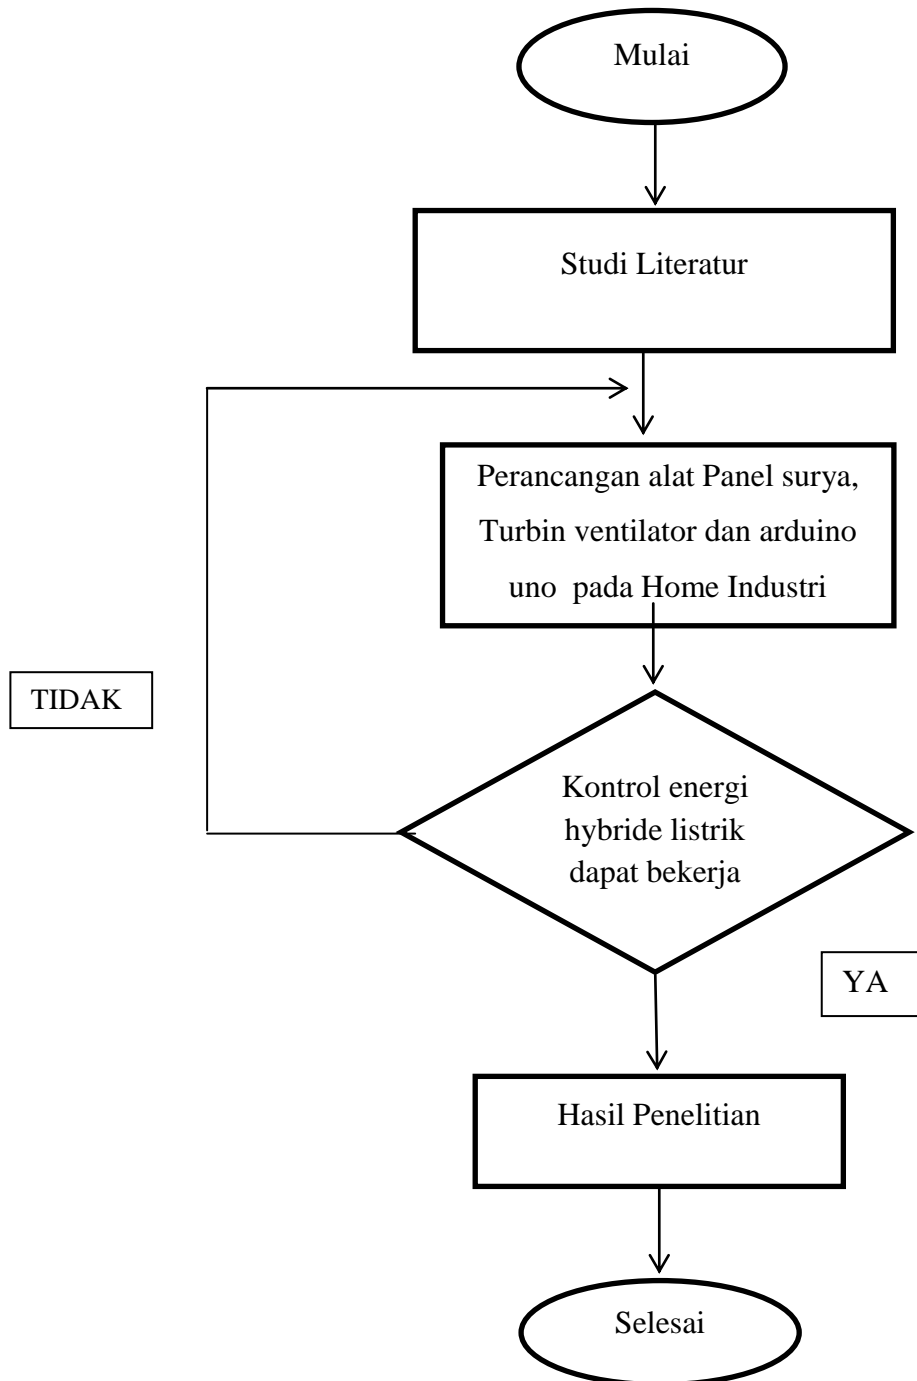 Mulai
Studi Literatur
Perancangan alat Panel surya,
Turbin ventilator dan arduino
uno pada Home Industri
TIDAK
Kontrol energi
hybride listrik
dapat bekerja
YA
Hasil Penelitian
Selesai